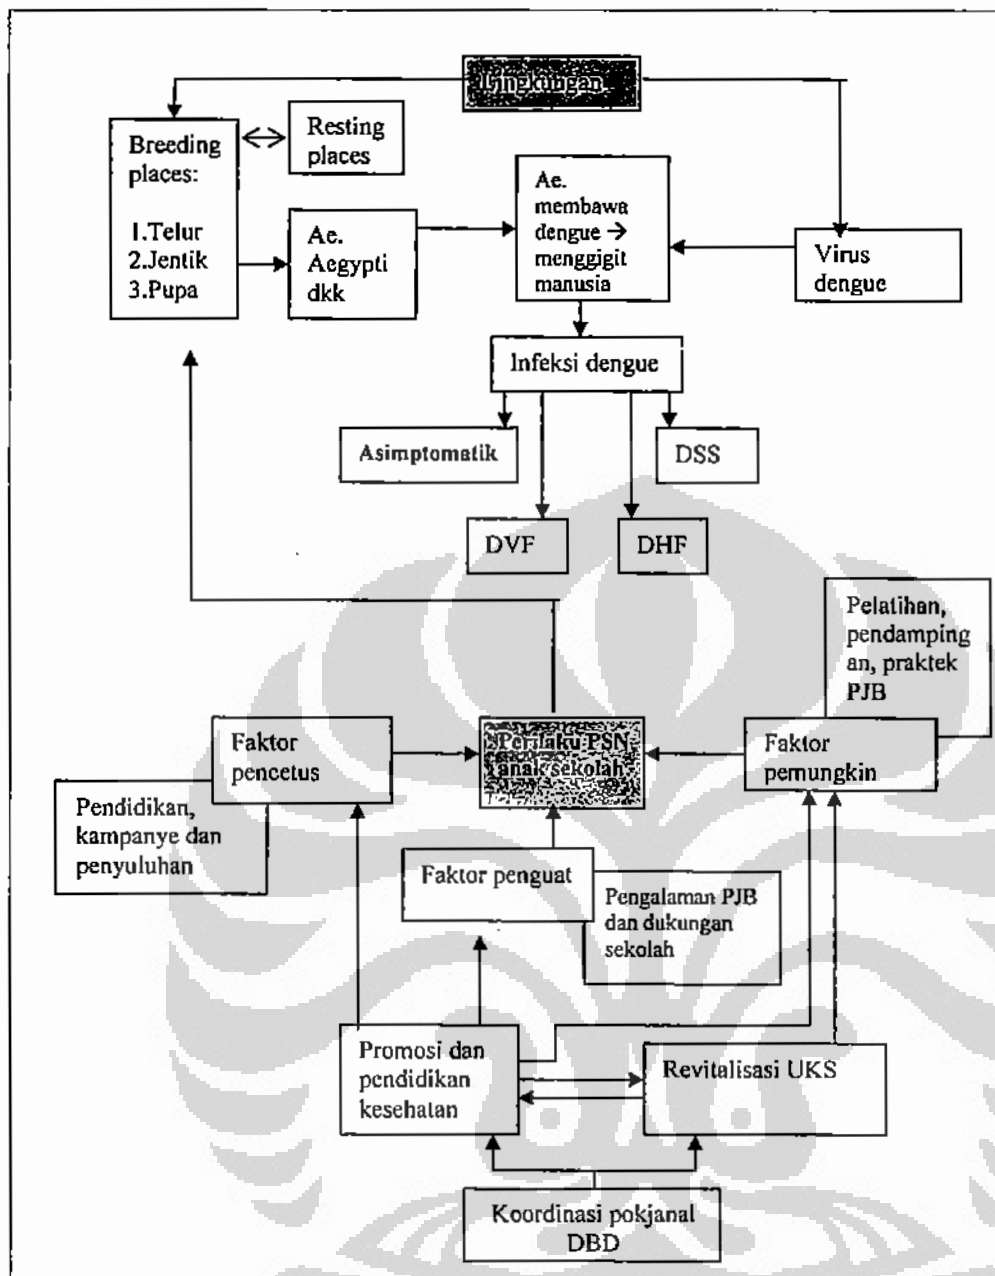 Lingkungan
Breeding
places:
1.Telur
2.Jentik
3.Pupa
Resting
places
Ae.
Aegypti
dkk
Ae.
membawa
dengue →
menggigit
manusia
Virus
dengue
Infeksi dengue
Asimptomatik
DSS
DVF
DHF
Pelatihan,
pendamping
an, praktek
PJB
Faktor
pencetus
Perilaku PSN
anak sekolah
Faktor
pemungkin
Pendidikan,
kampanye dan
penyuluhan
Faktor penguat
Pengalaman PJB
dan dukungan
sekolah
Promosi dan
pendidikan
kesehatan
Revitalisasi UKS
Koordinasi pokjanal
DBD